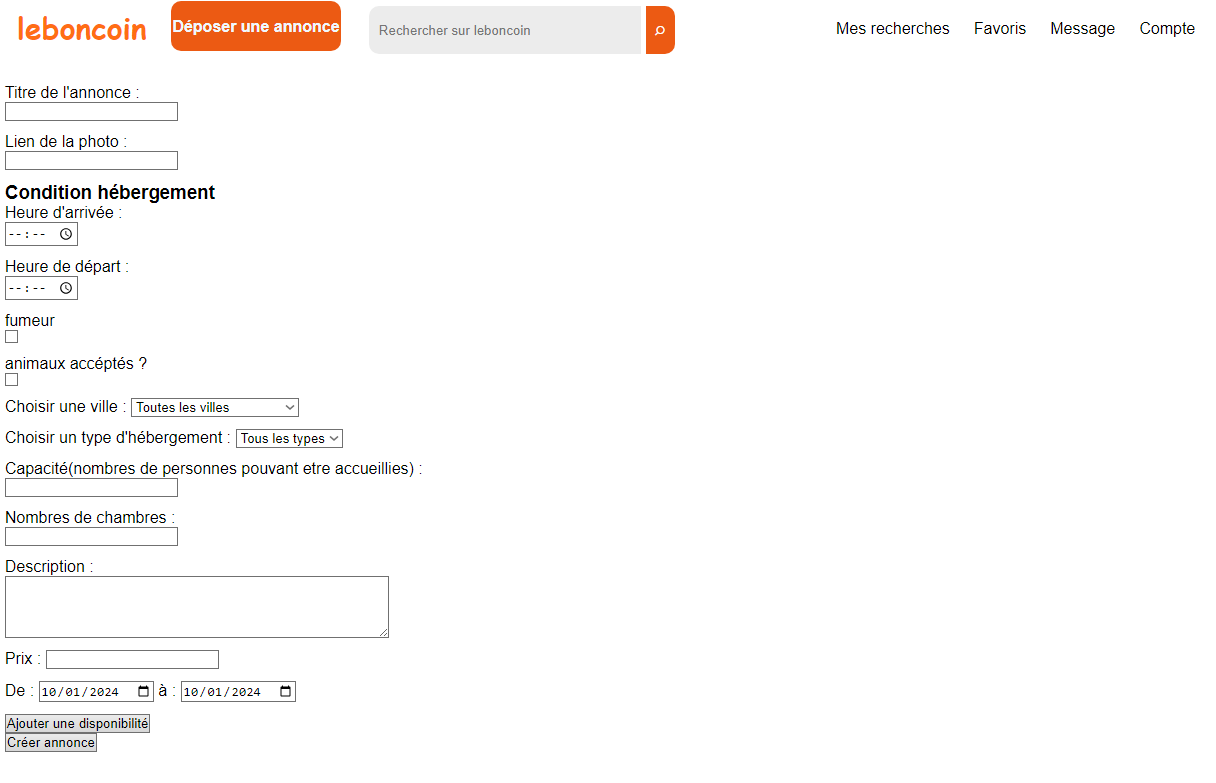 leboncoin Déposer une annonce Rechercher sur leboncoin Mes recherches Favoris Message Compte
Titre de l'annonce :
Lien de la photo :
Condition hébergement
Heure d'arrivée :
--:--
Heure de départ :
--:--
fumeur
animaux accéptés ?
Choisir une ville : Toutes les villes
Choisir un type d'hébergement : Tous les types
Capacité(nombres de personnes pouvant etre accueillies) :
Nombres de chambres :
Description :
Prix :
De : 10/01/2024 à : 10/01/2024
Ajouter une disponibilité
Créer annonce